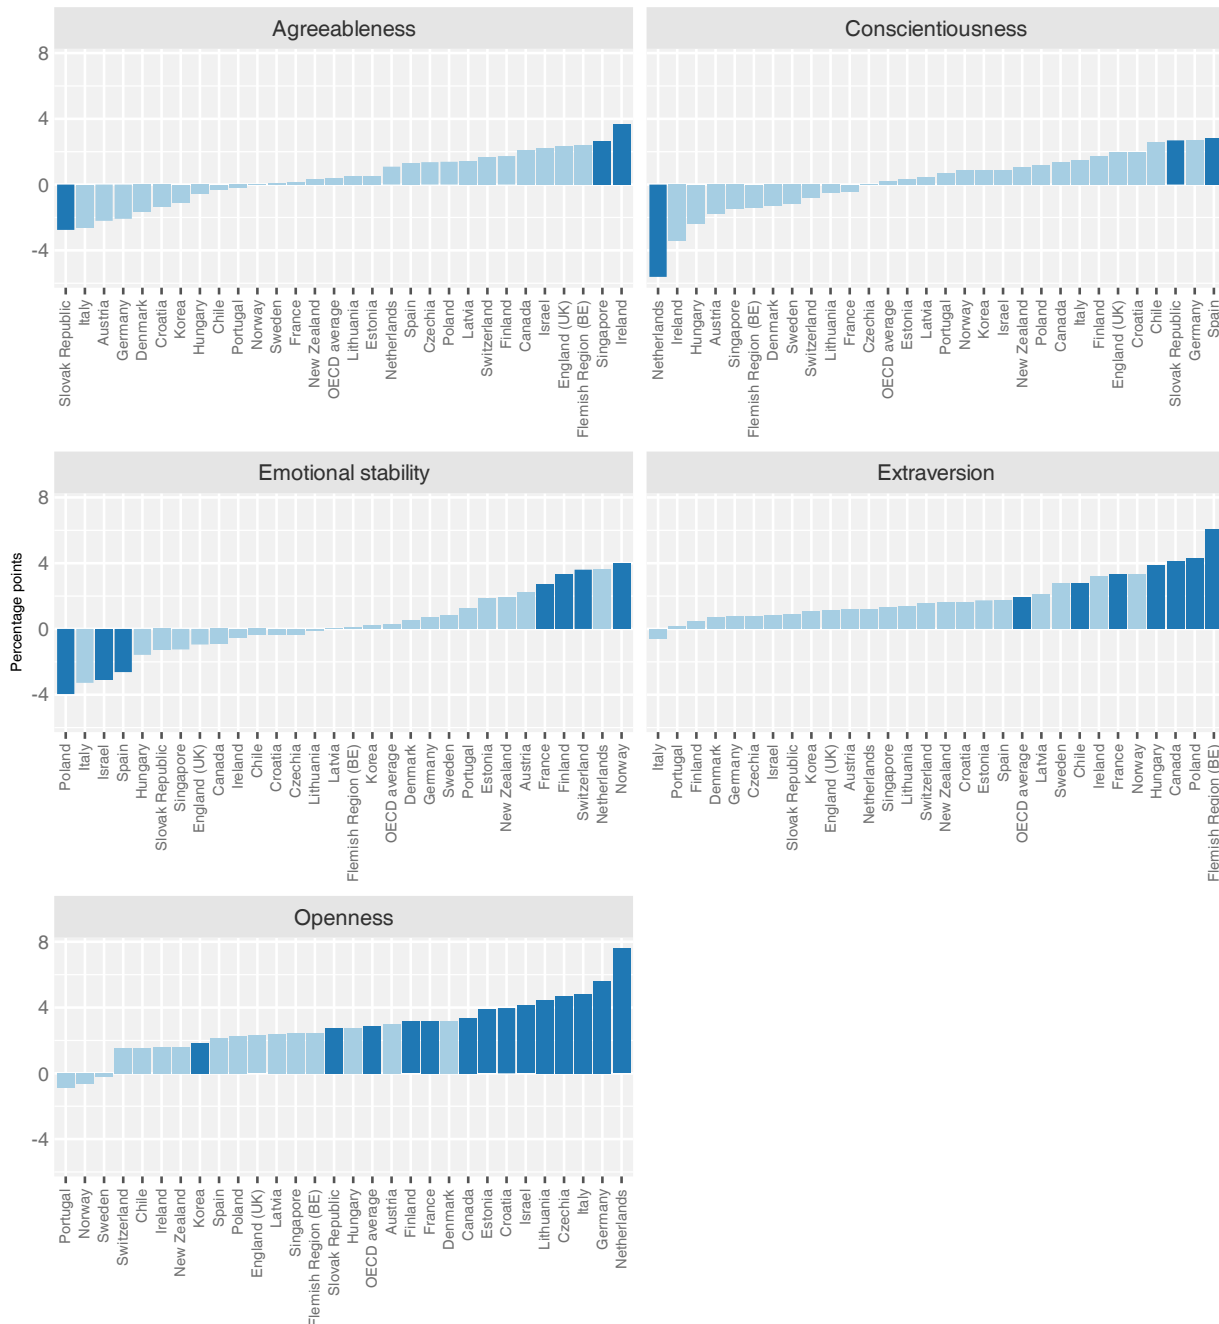 Agreeableness
Conscientiousness
8
4
0
-4
Slovak Republic
Italy
Austria
Germany
Denmark
Croatia
Korea
Hungary
Chile
Portugal
Norway
Sweden
France
New Zealand
OECD average
Lithuania
Estonia
Netherlands
Spain
Czechia
Poland
Latvia
Switzerland
Finland
Canada
Israel
England (UK)
Flemish Region (BE)
Singapore
Ireland
Netherlands
Ireland
Hungary
Austria
Singapore
Flemish Region (BE)
Denmark
Sweden
Switzerland
Lithuania
France
Czechia
OECD average
Estonia
Latvia
Portugal
Norway
Korea
Israel
New Zealand
Poland
Canada
Italy
Finland
England (UK)
Croatia
Chile
Slovak Republic
Germany
Spain
Percentage points
Emotional stability
Extraversion
8
4
0
-4
Poland
Italy
Israel
Spain
Hungary
Slovak Republic
Singapore
England (UK)
Canada
Ireland
Chile
Croatia
Czechia
Lithuania
Latvia
Flemish Region (BE)
Korea
OECD average
Denmark
Germany
Sweden
Portugal
Estonia
New Zealand
Austria
France
Finland
Switzerland
Netherlands
Norway
Italy
Portugal
Finland
Denmark
Germany
Czechia
Israel
Slovak Republic
Korea
England (UK)
Austria
Netherlands
Singapore
Lithuania
Switzerland
New Zealand
Croatia
Estonia
Spain
OECD average
Latvia
Sweden
Chile
Ireland
France
Norway
Hungary
Canada
Poland
Flemish Region (BE)
Openness
8
4
0
-4
Portugal
Norway
Sweden
Switzerland
Chile
Ireland
New Zealand
Korea
Spain
Poland
England (UK)
Latvia
Singapore
Flemish Region (BE)
Slovak Republic
Hungary
OECD average
Austria
Finland
France
Denmark
Canada
Estonia
Croatia
Israel
Lithuania
Czechia
Italy
Germany
Netherlands